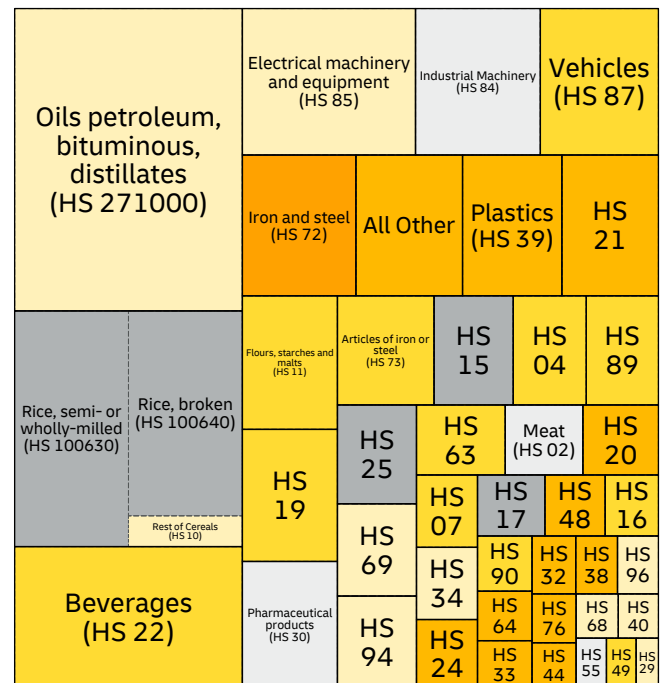 Oils petroleum,
bituminous,
distillates
(HS 271000)
Electrical machinery
and equipment
(HS 85)
Industrial Machinery
(HS 84)
Vehicles
(HS 87)
Iron and steel
(HS 72)
All Other
Plastics
(HS 39)
HS
21
Rice, semi- or
wholly-milled
(HS 100630)
Rice, broken
(HS 100640)
Rest of Cereals
(HS 10)
Beverages
(HS 22)
Flours, starches and
malts
(HS 11)
Articles of iron or
steel
(HS 73)
HS
15
HS
04
HS
89
HS
19
HS
25
HS
63
Meat
(HS 02)
HS
20
HS
07
HS
17
HS
48
HS
16
HS
69
HS
34
HS
90
HS
32
HS
38
HS
96
Pharmaceutical
products
(HS 30)
HS
94
HS
24
HS
64
HS
76
HS
68
HS
40
HS
33
HS
44
HS
55
HS
49
HS
29